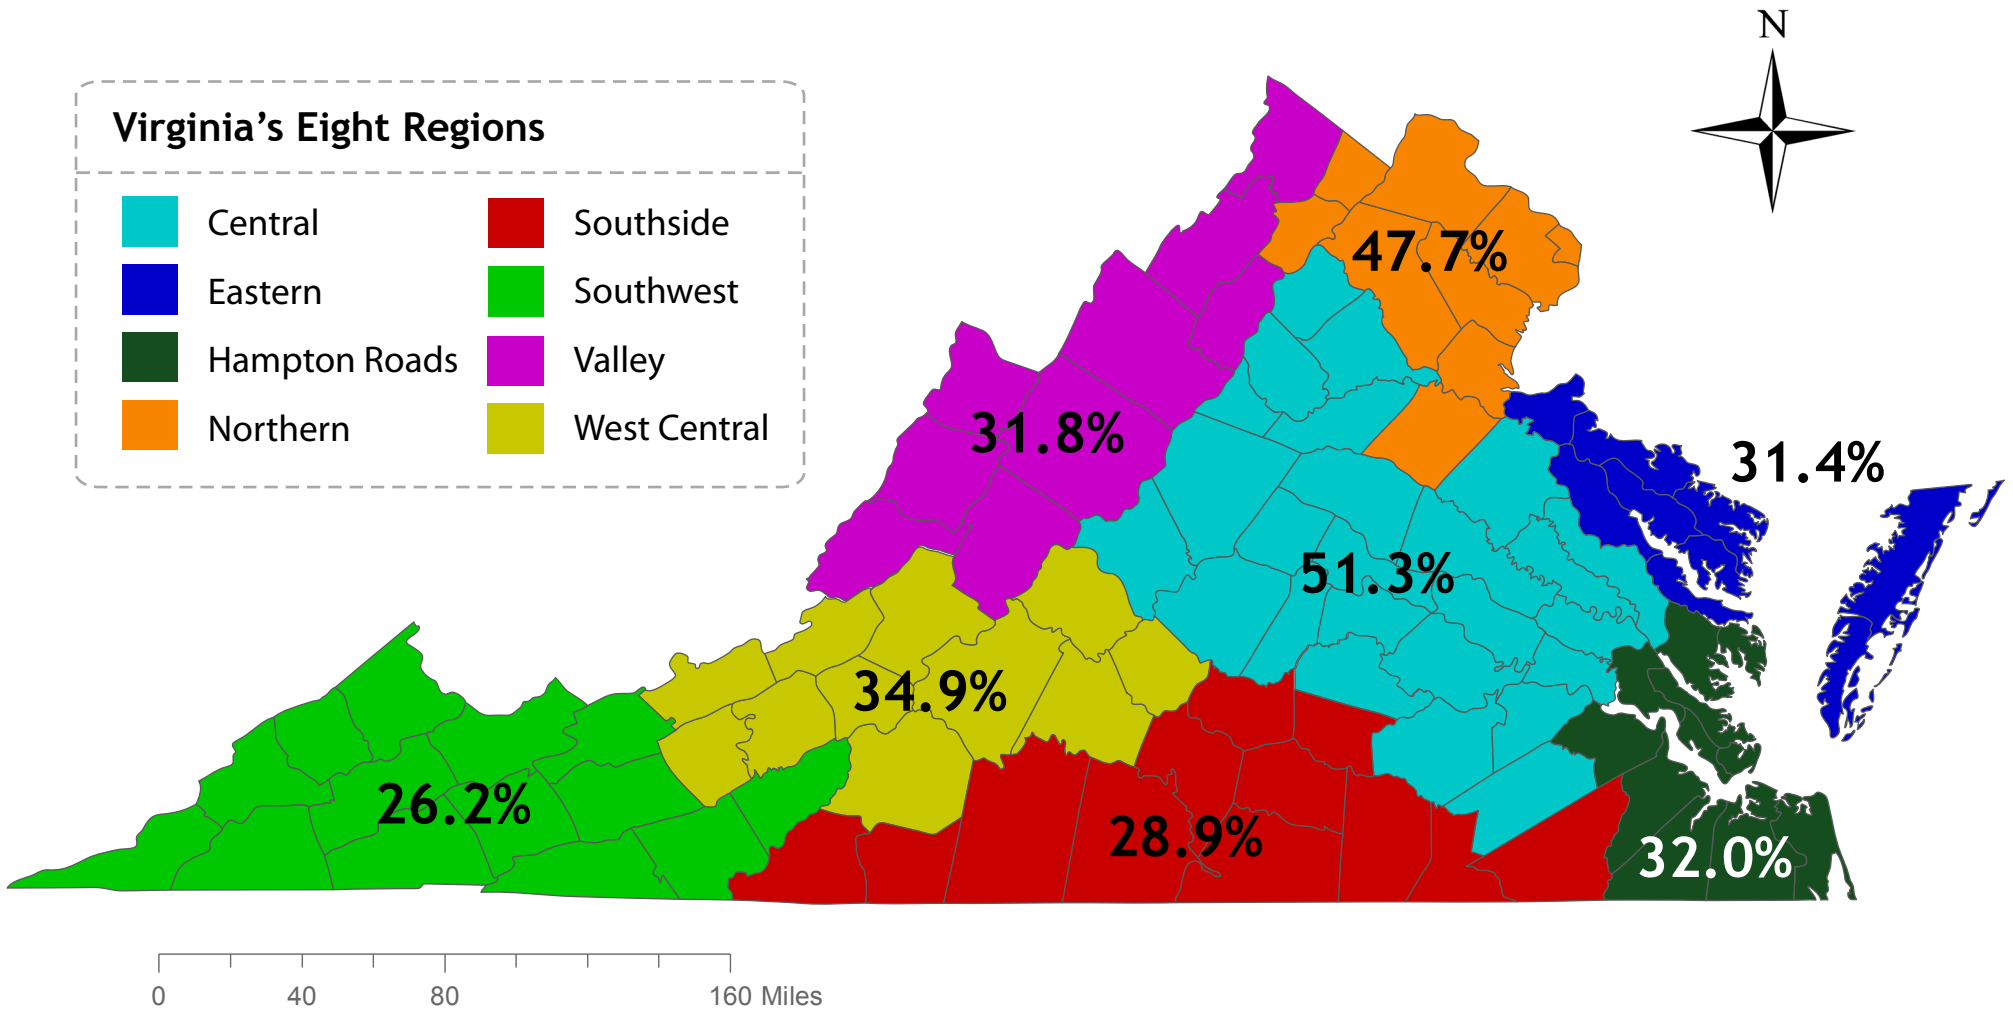 N
Virginia’s Eight Regions
Central
Southside
Eastern
Southwest
Hampton Roads
Valley
Northern
West Central
47.7%
31.8%
31.4%
51.3%
34.9%
26.2%
28.9%
32.0%
0 40 80 160 Miles